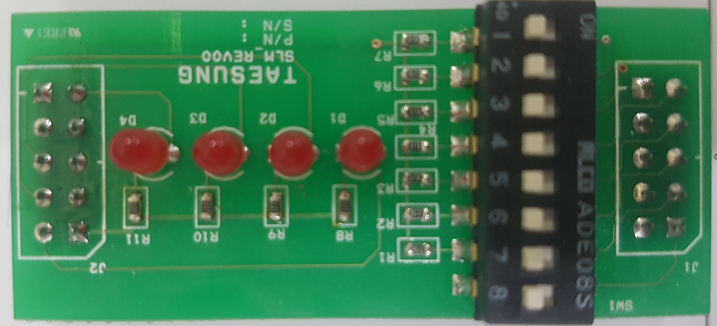 S/N :
P/N :
SLM_REV00
TAESUNG
R7
R6
R5
R4
R3
R2
R1
D4
D3
D2
D1
R11
R10
R9
R8
J2
J1
SW1
ON
1
2
3
4
5
6
7
8
ALCO ADE08S